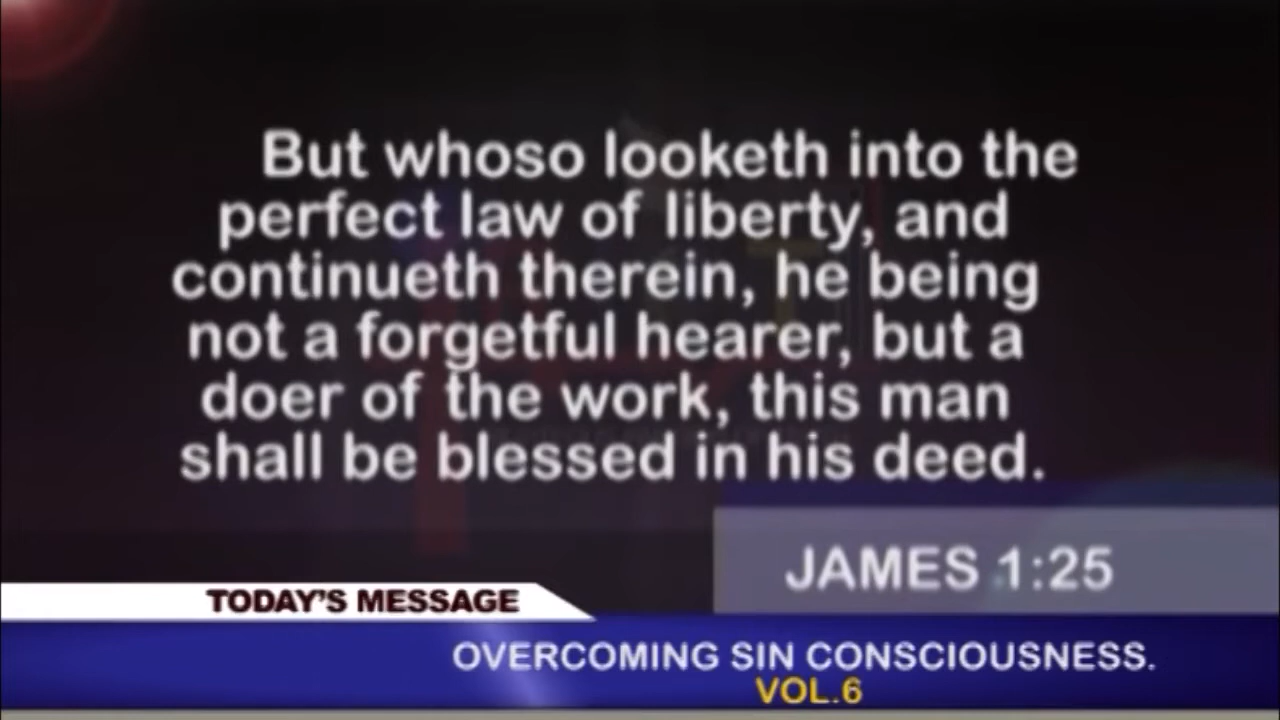 But whoso looketh into the
perfect law of liberty, and
continueth therein, he being
not a forgetful hearer, but a
doer of the work, this man
shall be blessed in his deed.
JAMES 1:25
TODAY'S MESSAGE
OVERCOMING SIN CONSCIOUSNESS.
VOL.6